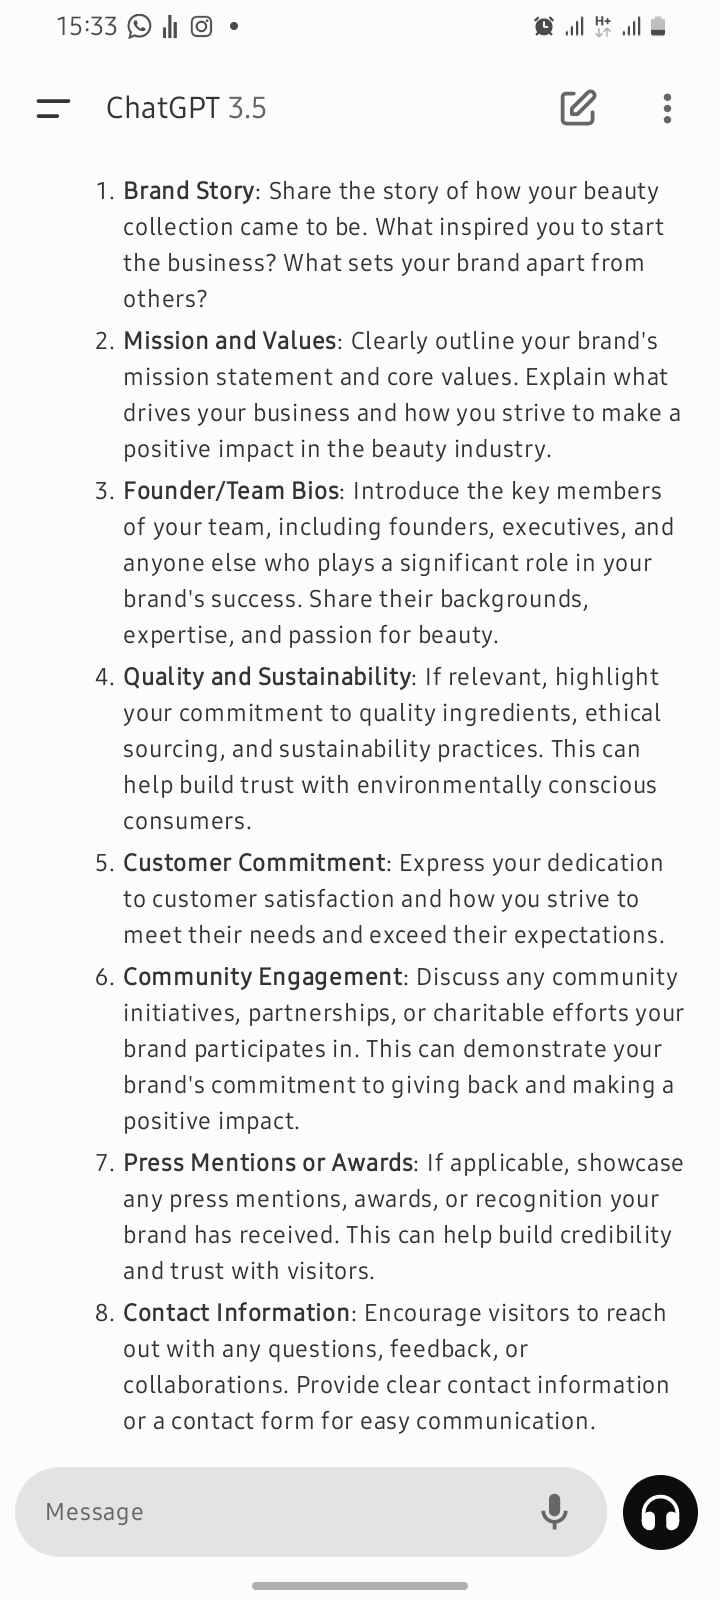 15:33
H+
ChatGPT 3.5
1. Brand Story: Share the story of how your beauty
collection came to be. What inspired you to start
the business? What sets your brand apart from
others?
2. Mission and Values: Clearly outline your brand's
mission statement and core values. Explain what
drives your business and how you strive to make a
positive impact in the beauty industry.
3. Founder/Team Bios: Introduce the key members
of your team, including founders, executives, and
anyone else who plays a significant role in your
brand's success. Share their backgrounds,
expertise, and passion for beauty.
4. Quality and Sustainability: If relevant, highlight
your commitment to quality ingredients, ethical
sourcing, and sustainability practices. This can
help build trust with environmentally conscious
consumers.
5. Customer Commitment: Express your dedication
to customer satisfaction and how you strive to
meet their needs and exceed their expectations.
6. Community Engagement: Discuss any community
initiatives, partnerships, or charitable efforts your
brand participates in. This can demonstrate your
brand's commitment to giving back and making a
positive impact.
7. Press Mentions or Awards: If applicable, showcase
any press mentions, awards, or recognition your
brand has received. This can help build credibility
and trust with visitors.
8. Contact Information: Encourage visitors to reach
out with any questions, feedback, or
collaborations. Provide clear contact information
or a contact form for easy communication.
Message